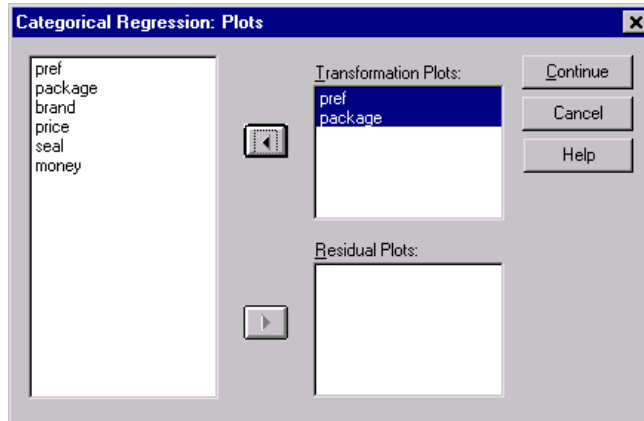 Categorical Regression: Plots
pref
package
brand
price
seal
money
Transformation Plots:
pref
package
Residual Plots:
Continue
Cancel
Help